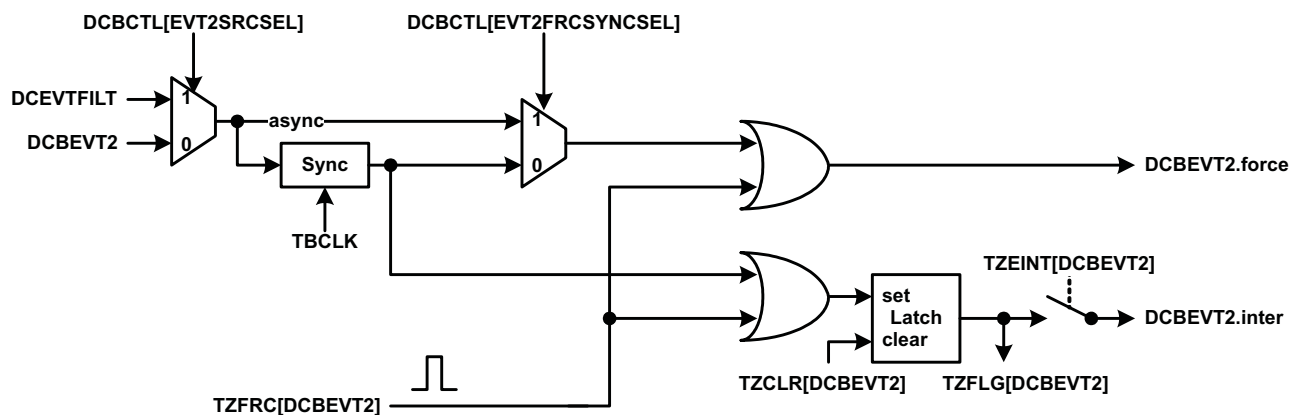 DCBCTL[EVT2SRCSEL]
DCBCTL[EVT2FRCSYNCSEL]
DCEVTFILT
1
async
1
DCBEVT2
0
Sync
0
DCBEVT2.force
TBCLK
TZEINT[DCBEVT2]
set
Latch
DCBEVT2.inter
clear
TZCLR[DCBEVT2]
TZFLG[DCBEVT2]
TZFRC[DCBEVT2]